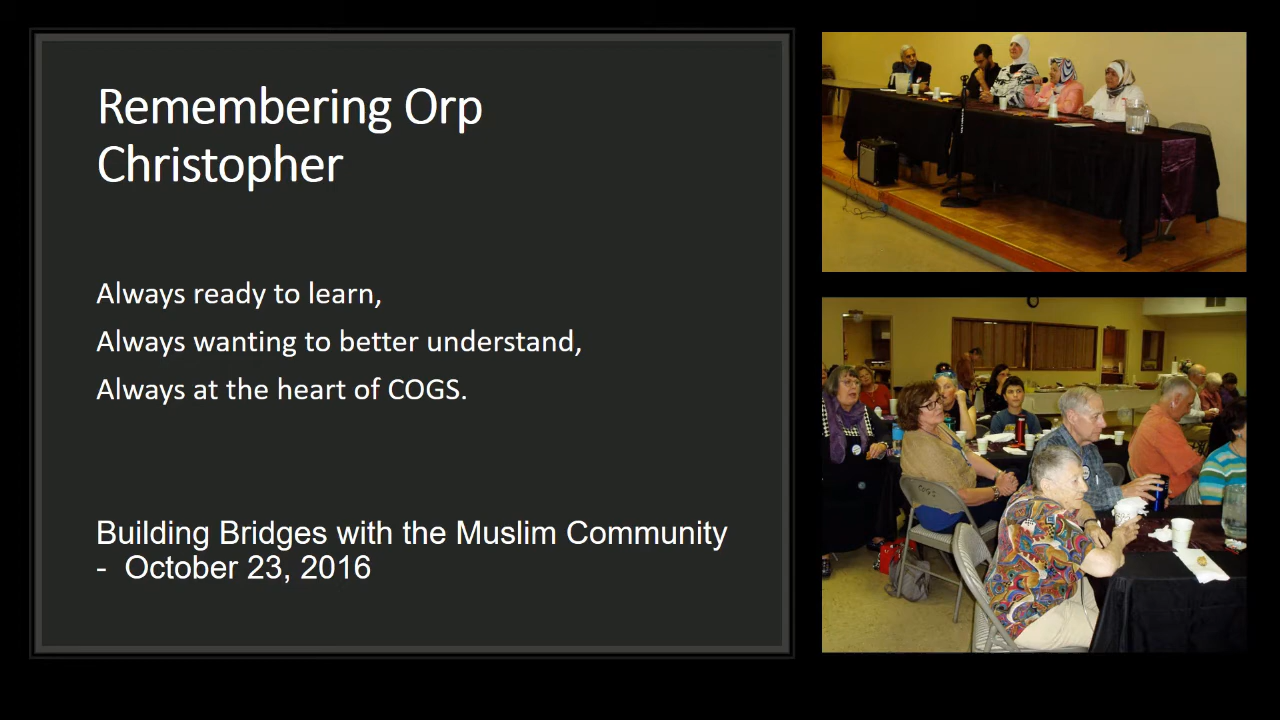 Remembering Orp
Christopher
Always ready to learn,
Always wanting to better understand,
Always at the heart of COGS.
Building Bridges with the Muslim Community
- October 23, 2016
COGS